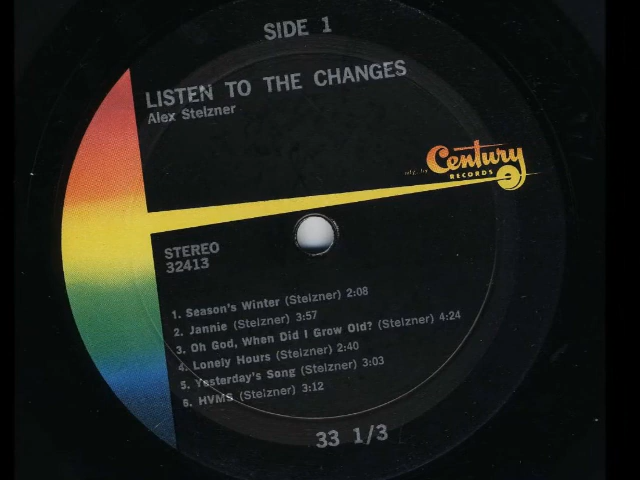 SIDE 1
LISTEN TO THE CHANGES
Alex Stelzner
mfg. by
Century
RECORDS
STEREO
32413
1. Season's Winter (Stelzner) 2:08
2. Jannie (Stelzner) 3:57
3. Oh God, When Did I Grow Old? (Stelzner) 4:24
4. Lonely Hours (Stelzner) 2:40
5. Yesterday's Song (Stelzner) 3:03
6. HVMS (Stelzner) 3:12
33 1/3